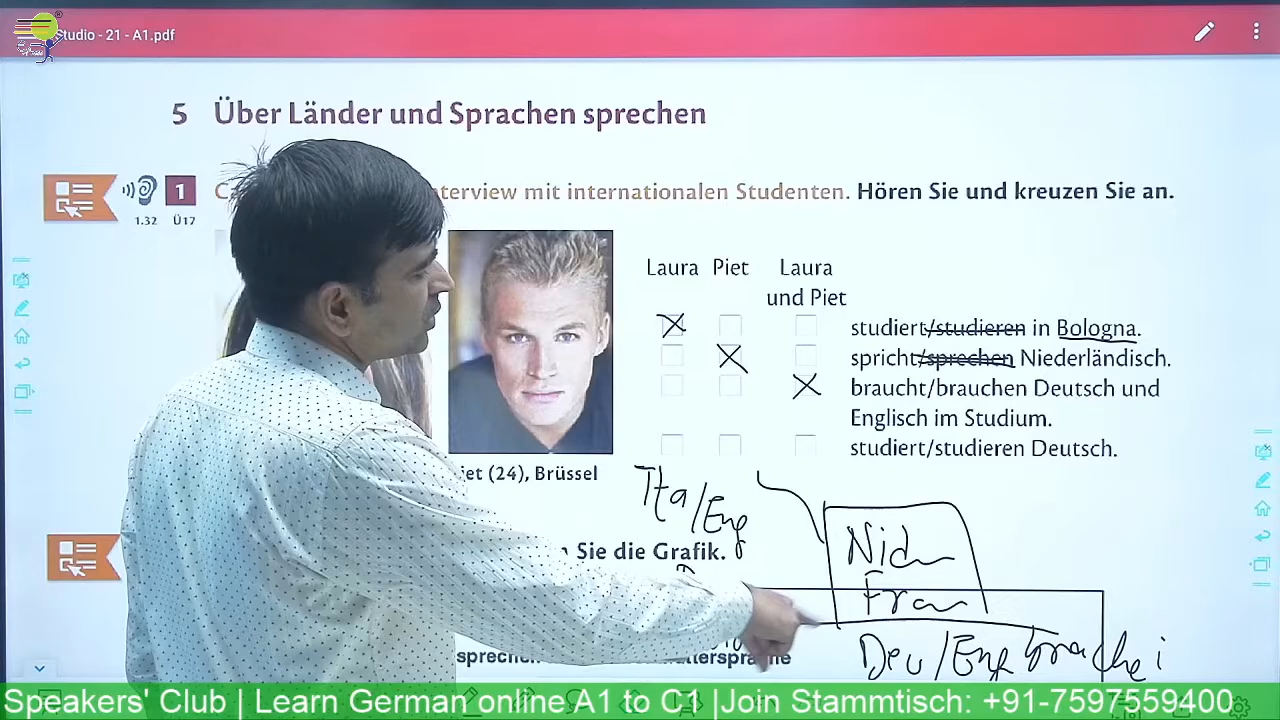 Studio - 21 - A1.pdf
5 Über Länder und Sprachen sprechen
1 nterview mit internationalen Studenten. Hören Sie und kreuzen Sie an.
1.32 Ü17
Laura Piet Laura
und Piet
studiert/studieren in Bologna.
spricht/sprechen Niederländisch.
braucht/brauchen Deutsch und
Englisch im Studium.
studiert/studieren Deutsch.
iet (24), Brüssel
Ita/Eng
Sie die Grafik.
Fran
Deu/Eng
sprechen
Speakers' Club | Learn German online A1 to C1 |Join Stammtisch: +91-7597559400